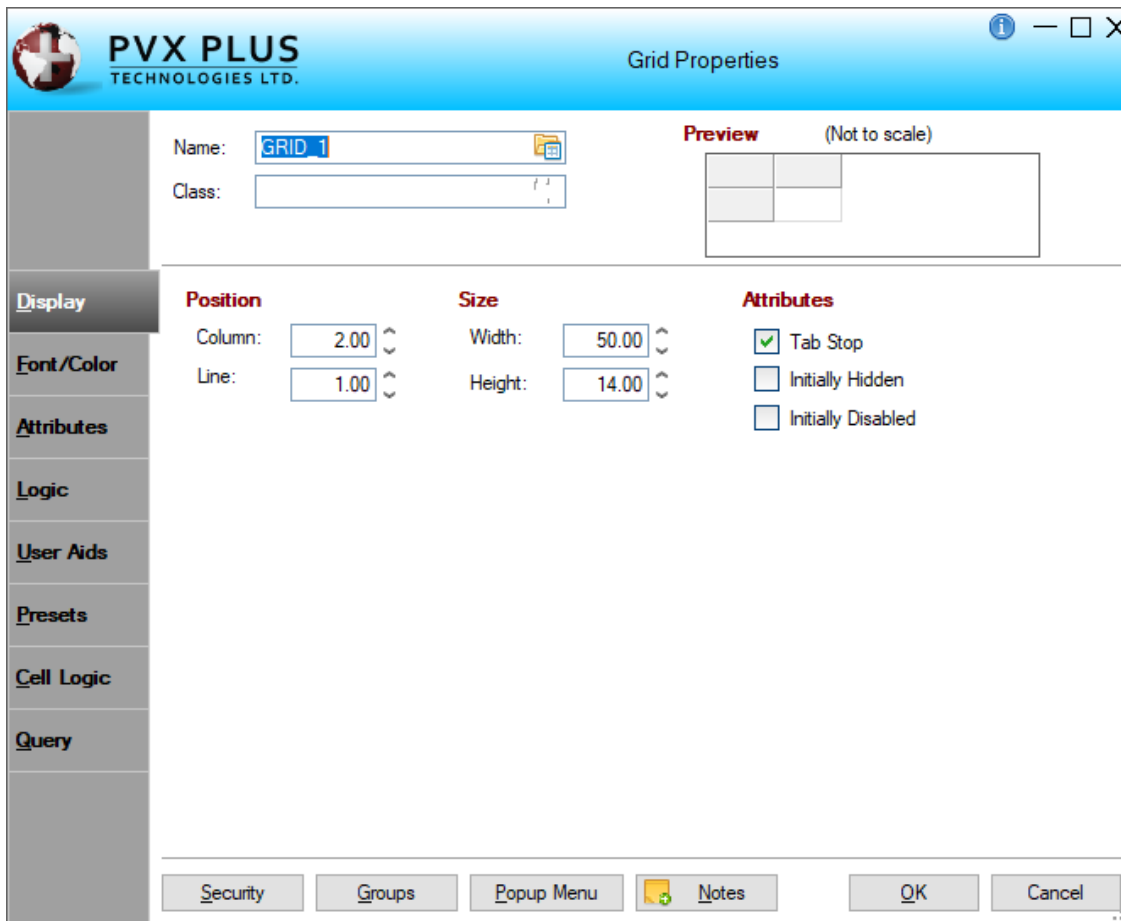 PVX PLUS
TECHNOLOGIES LTD.
Grid Properties
Name: GRID_1
Preview (Not to scale)
Class:
Display
Font/Color
Attributes
Logic
User Aids
Presets
Cell Logic
Query
Position
Column: 2.00
Line: 1.00
Size
Width: 50.00
Height: 14.00
Attributes
Tab Stop
Initially Hidden
Initially Disabled
Security Groups Popup Menu Notes OK Cancel